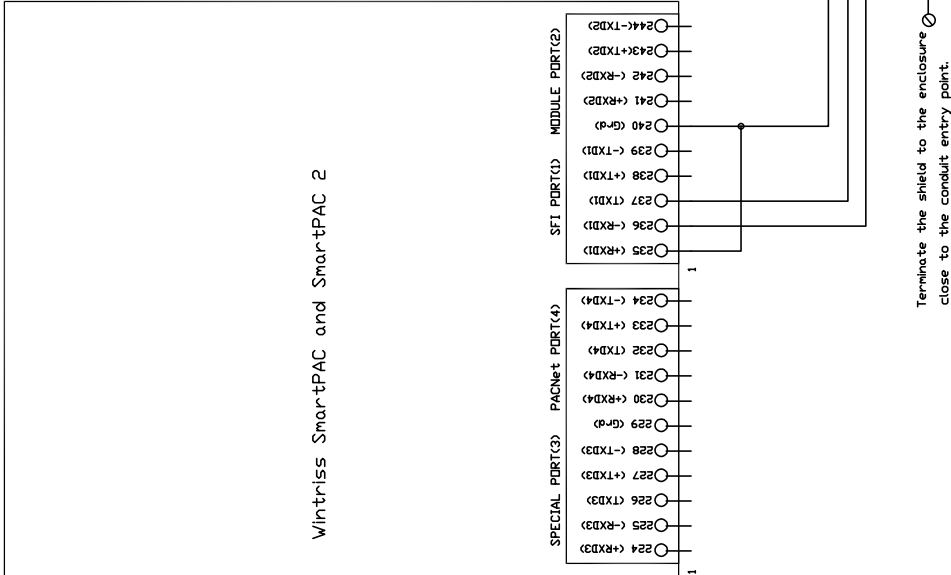 Wintriss SmartPAC and SmartPAC 2
MODULE PORT(2)
SFI PORT(1)
244(-TXD2)
243(+TXD2)
242 (-RXD2)
241 (+RXD2)
240 (Grd)
239 (-TXD1)
238 (+TXD1)
237 (TXD1)
236 (-RXD1)
235 (+RXD1)
1
PACNet PORT(4)
SPECIAL PORT(3)
234 (-TXD4)
233 (+TXD4)
232 (TXD4)
231 (-RXD4)
230 (+RXD4)
229 (Grd)
228 (-TXD3)
227 (+TXD3)
226 (TXD3)
225 (-RXD3)
224 (+RXD3)
1
Terminate the shield to the enclosure
close to the conduit entry point.